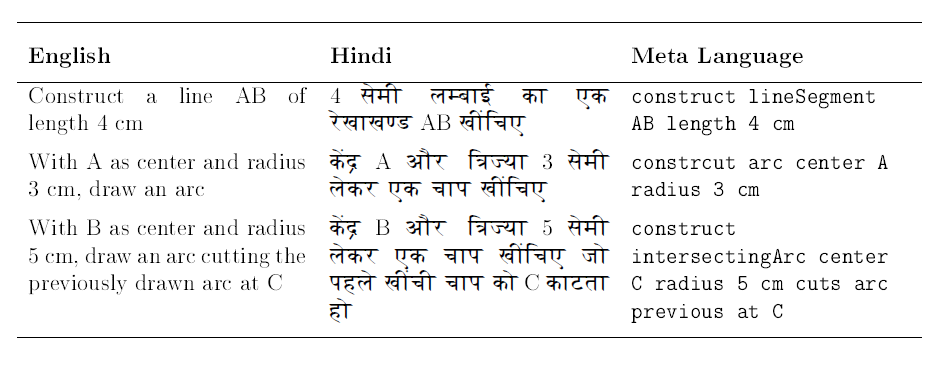 English Hindi Meta Language
Construct a line AB of
length 4 cm
4 सेमी लम्बाई का एक
रेखाखण्ड AB खींचिए
construct lineSegment
AB length 4 cm
With A as center and radius
3 cm, draw an arc
केंद्र A और त्रिज्या 3 सेमी
लेकर एक चाप खींचिए
constrcut arc center A
radius 3 cm
With B as center and radius
5 cm, draw an arc cutting the
previously drawn arc at C
केंद्र B और त्रिज्या 5 सेमी
लेकर एक चाप खींचिए जो
पहले खींची चाप को C काटता
हो
construct
intersectingArc center
C radius 5 cm cuts arc
previous at C